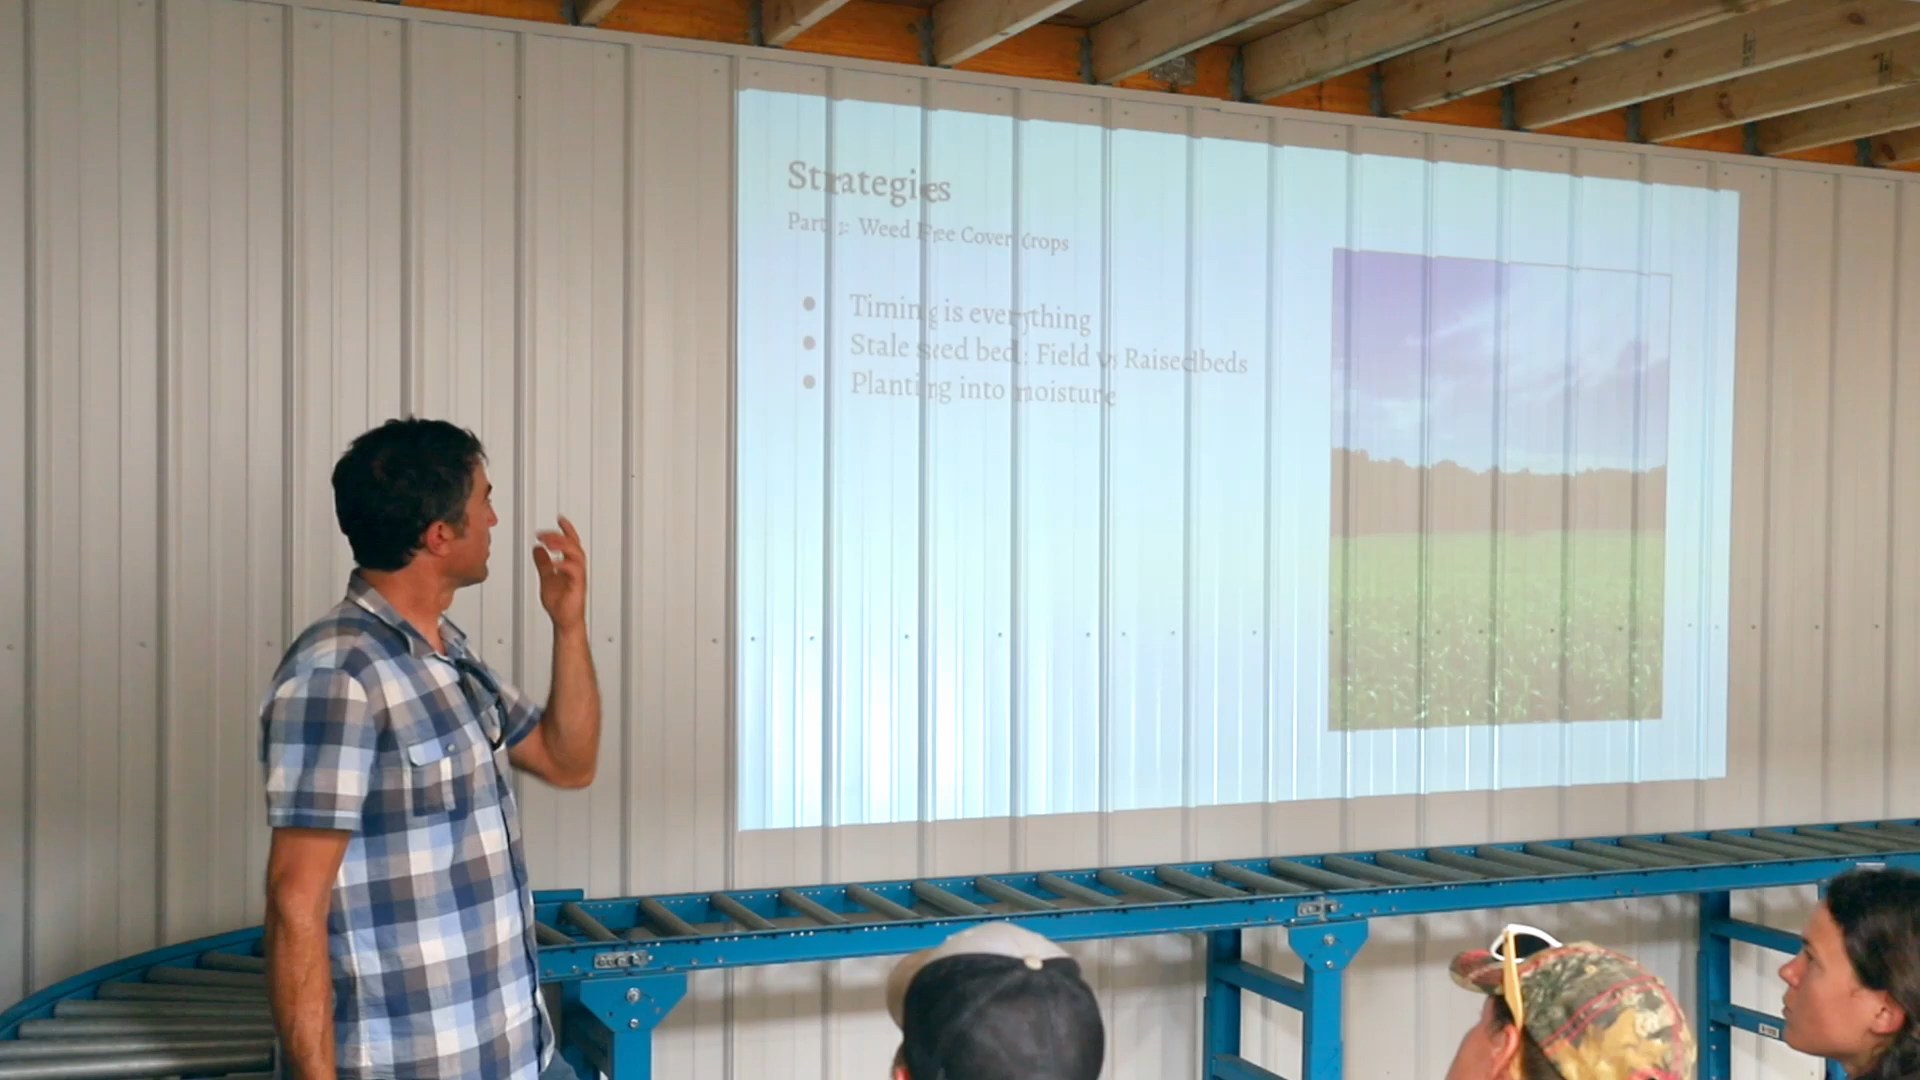 Strategies
Part 3: Weed Free Cover crops
● Timing is everything
● Stale seed bed: Field vs Raised beds
● Planting into moisture